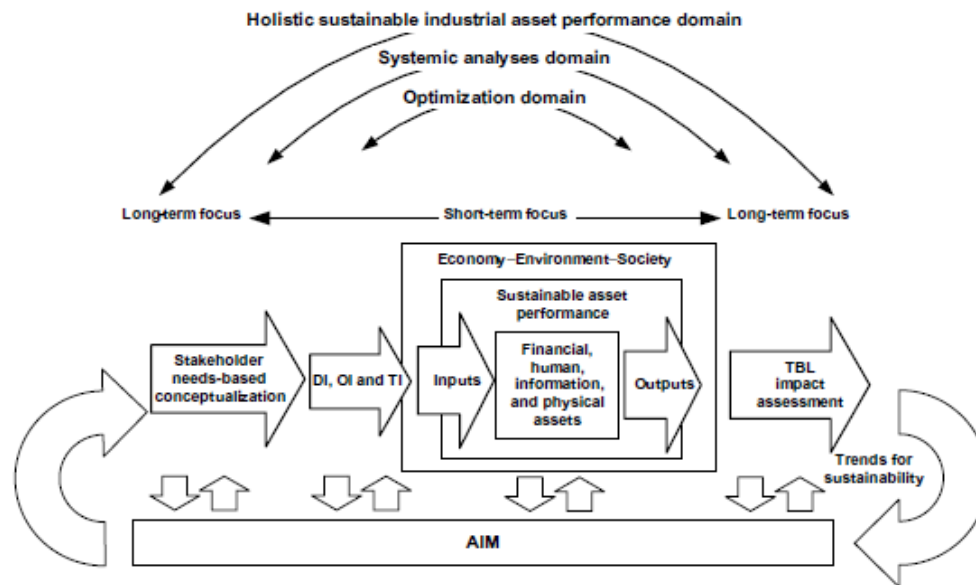 Holistic sustainable industrial asset performance domain
Systemic analyses domain
Optimization domain
Long-term focus
Short-term focus
Long-term focus
Economy–Environment–Society
Sustainable asset
performance
Stakeholder
needs-based
conceptualization
DI, OI and TI
Inputs
Financial,
human,
information,
and physical
assets
Outputs
TBL
impact
assessment
Trends for
sustainability
AIM